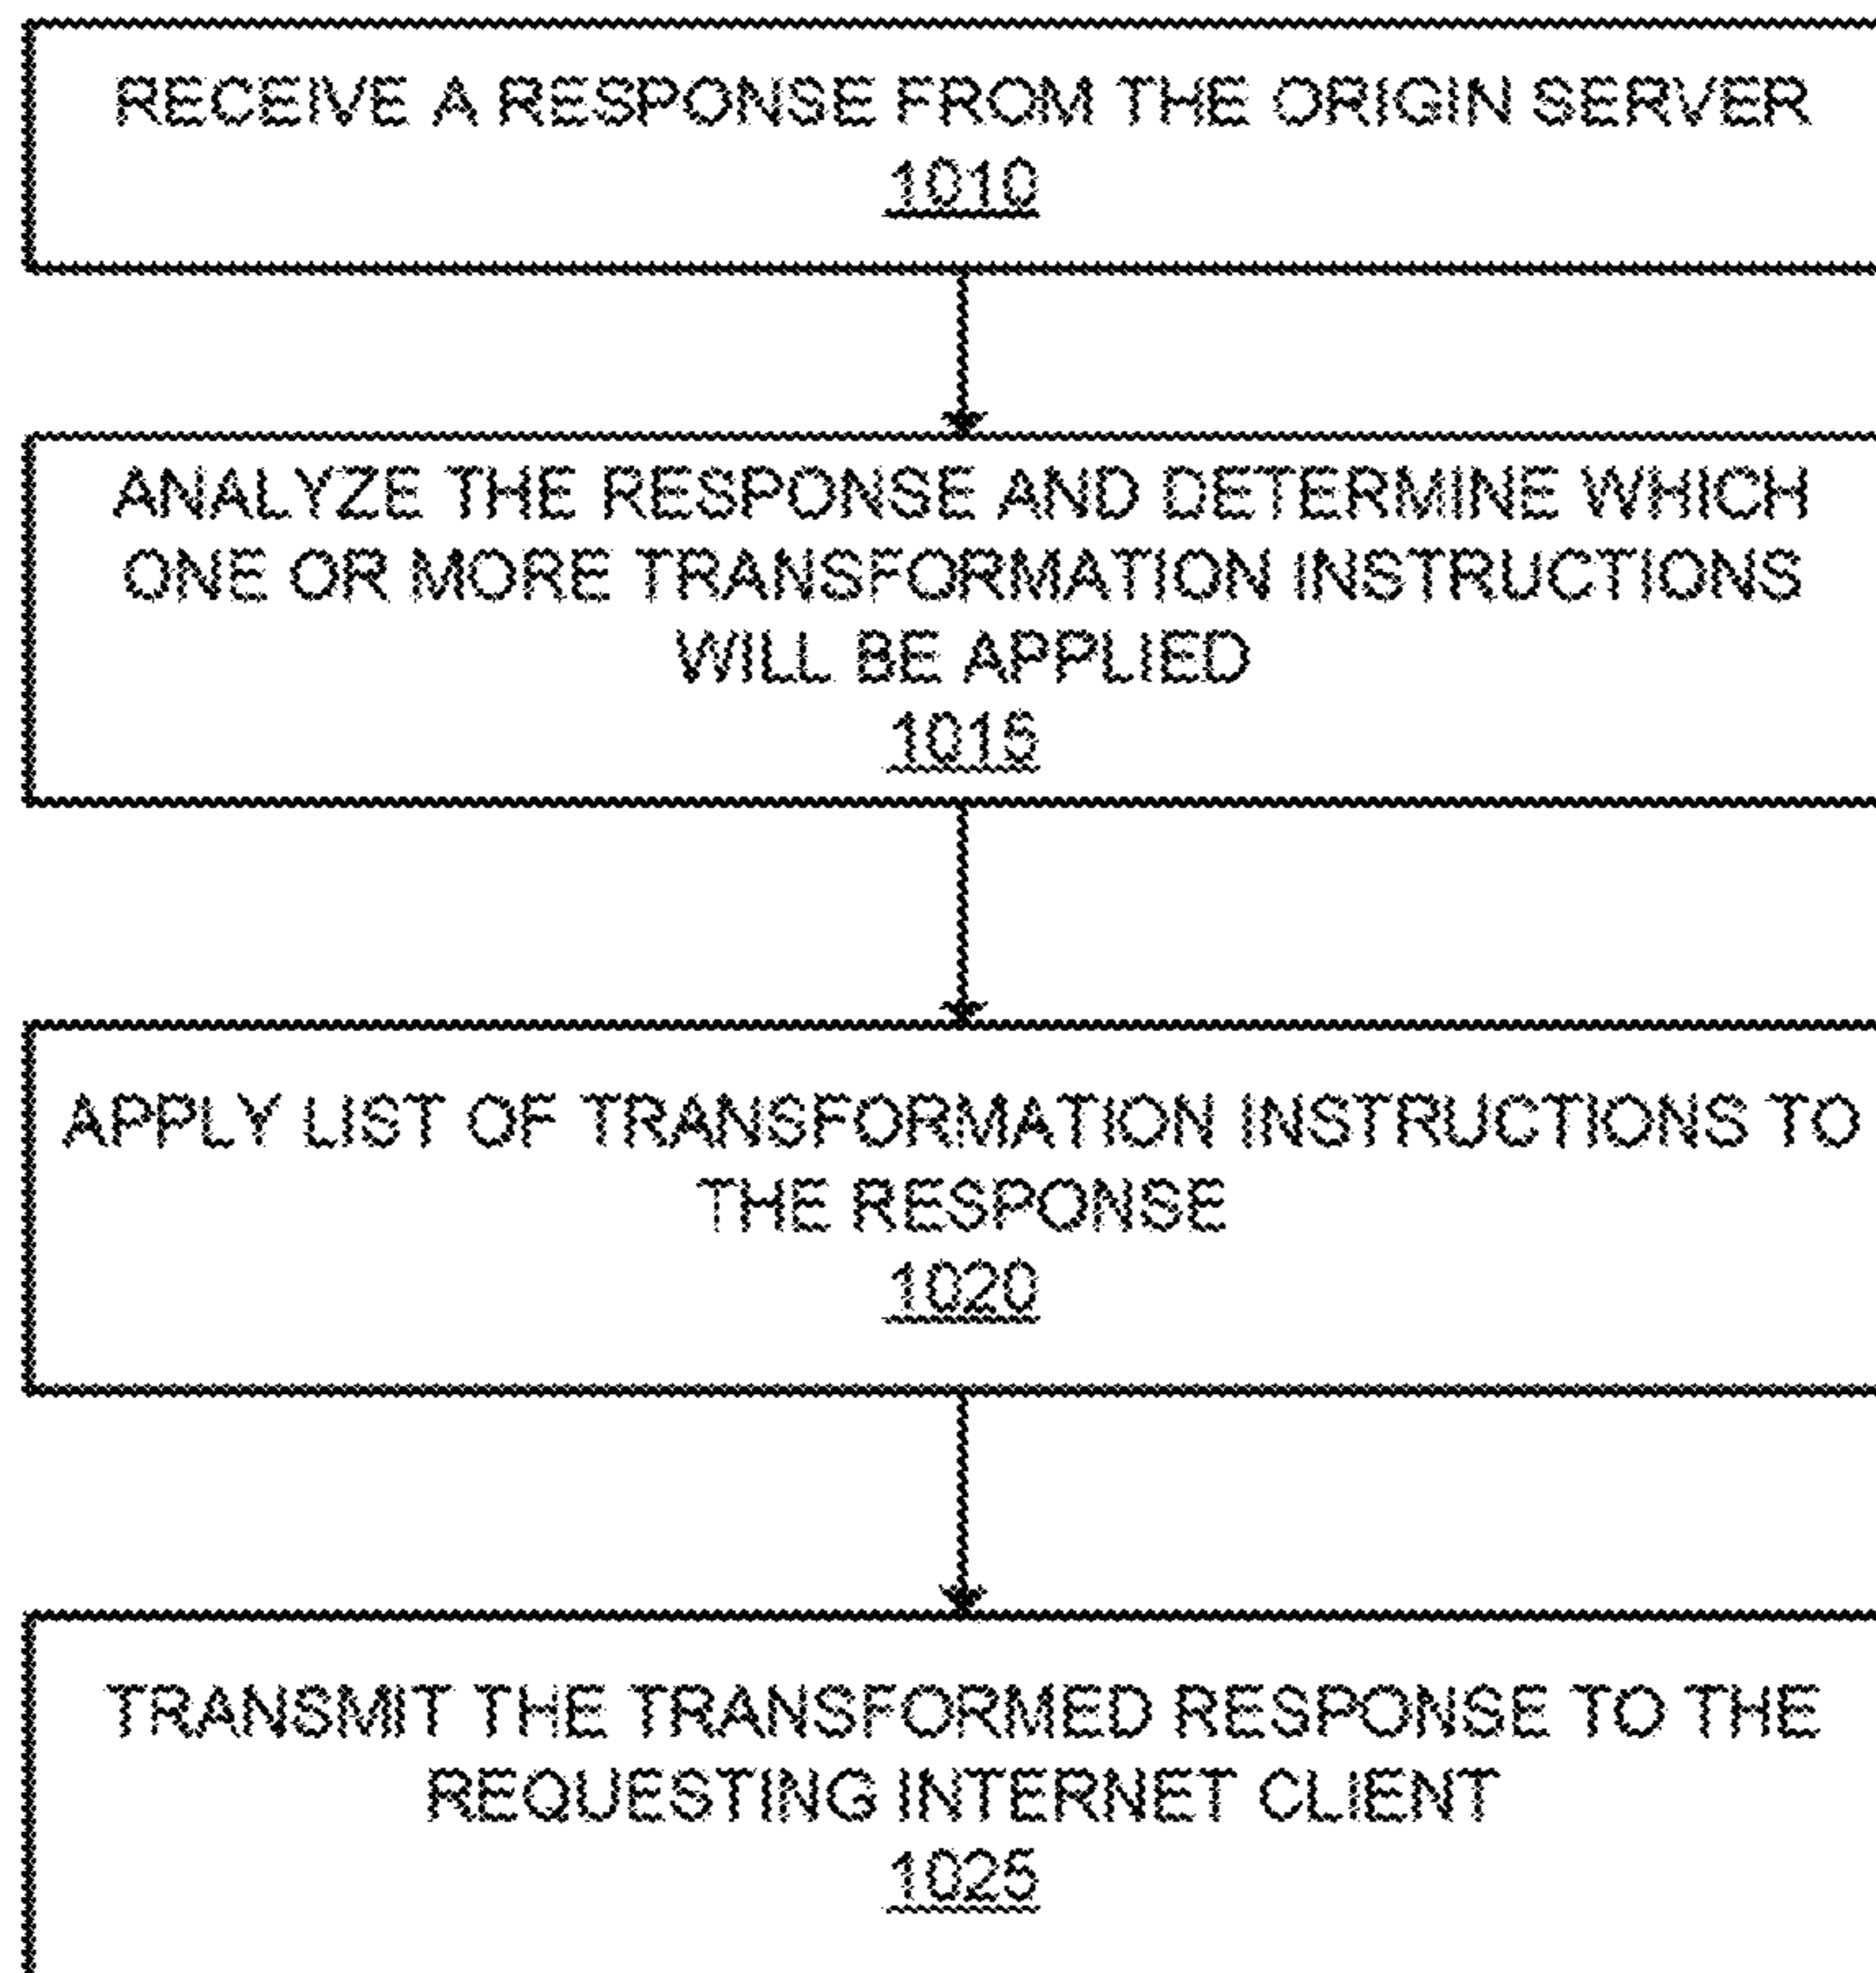 RECEIVE A RESPONSE FROM THE ORIGIN SERVER
1010
ANALYZE THE RESPONSE AND DETERMINE WHICH
ONE OR MORE TRANSFORMATION INSTRUCTIONS
WILL BE APPLIED
1015
APPLY LIST OF TRANSFORMATION INSTRUCTIONS TO
THE RESPONSE
1020
TRANSMIT THE TRANSFORMED RESPONSE TO THE
REQUESTING INTERNET CLIENT
1025